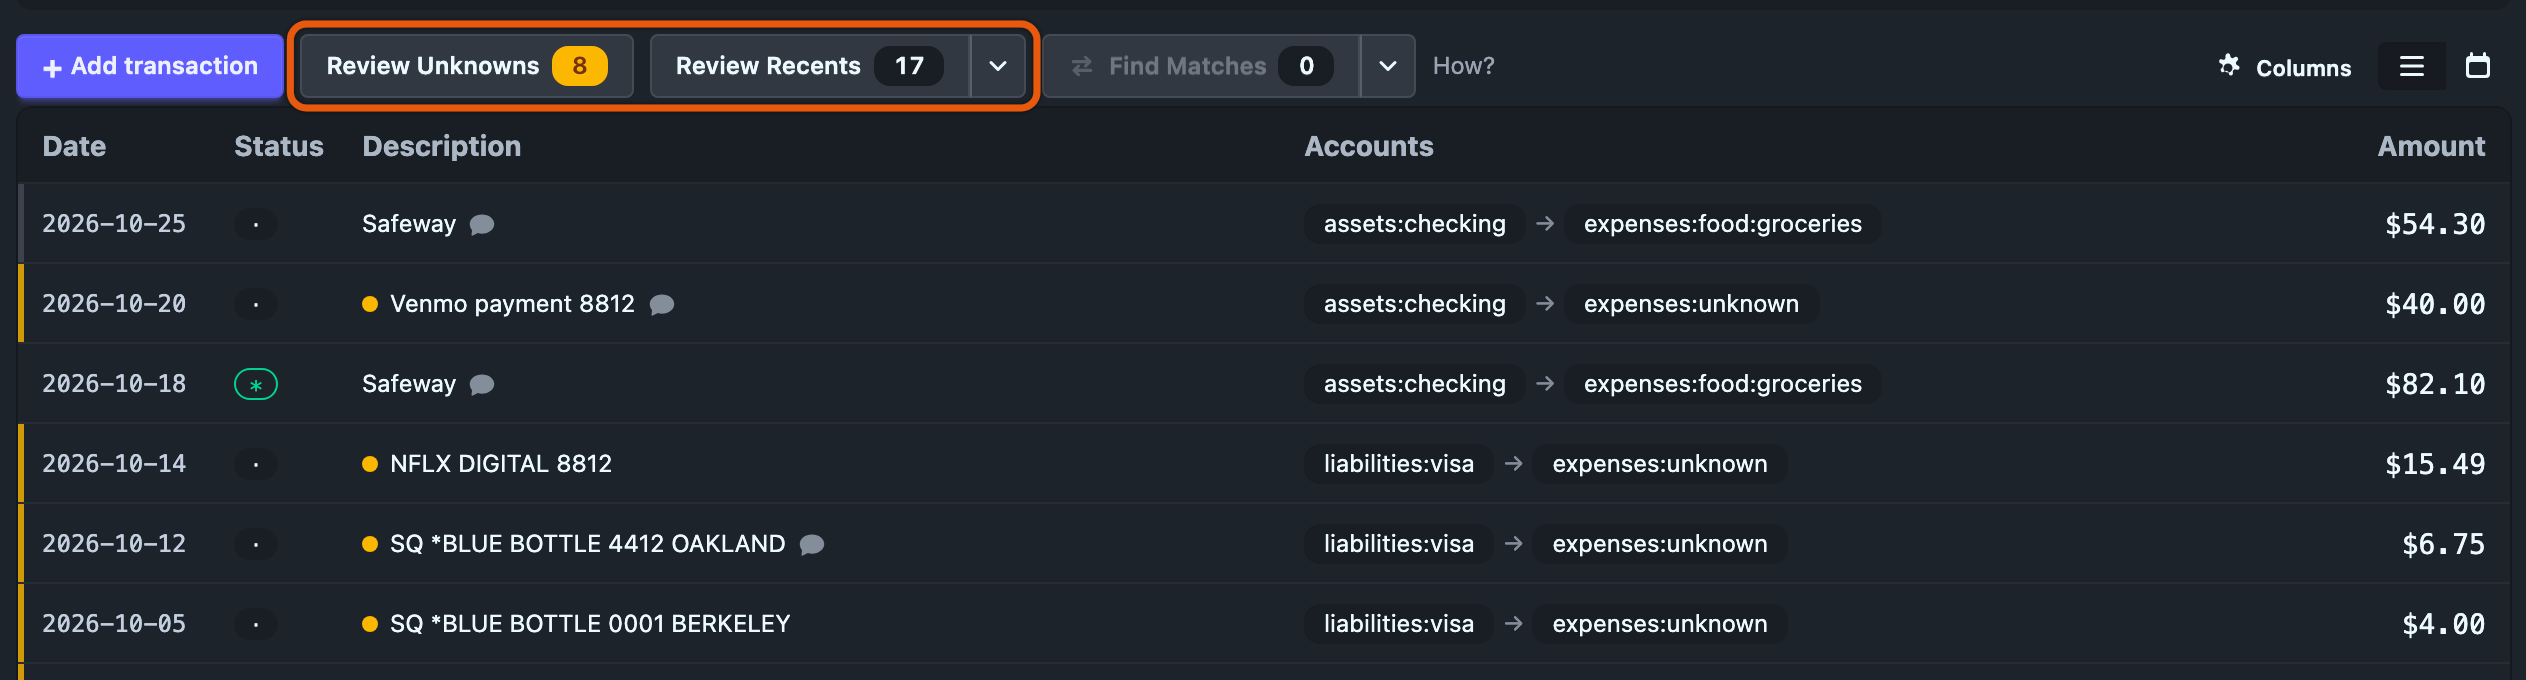 + Add transaction Review Unknowns 8 Review Recents 17 Find Matches 0 How? Columns
Date Status Description Accounts Amount
2026-10-25 · Safeway assets:checking → expenses:food:groceries $54.30
2026-10-20 · Venmo payment 8812 assets:checking → expenses:unknown $40.00
2026-10-18 * Safeway assets:checking → expenses:food:groceries $82.10
2026-10-14 · NFLX DIGITAL 8812 liabilities:visa → expenses:unknown $15.49
2026-10-12 · SQ *BLUE BOTTLE 4412 OAKLAND liabilities:visa → expenses:unknown $6.75
2026-10-05 · SQ *BLUE BOTTLE 0001 BERKELEY liabilities:visa → expenses:unknown $4.00